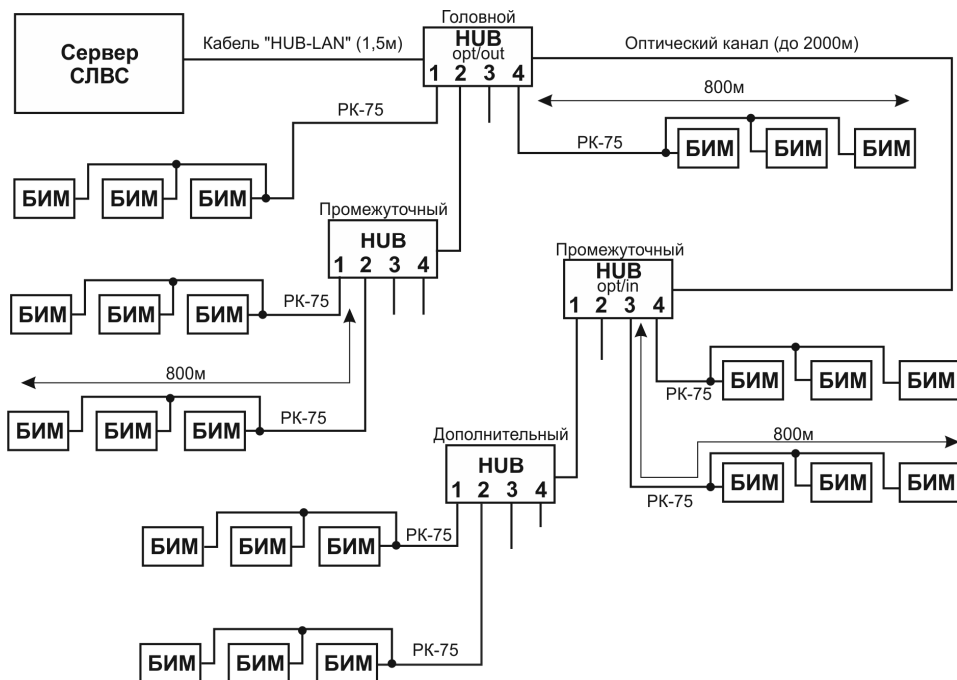 Головной
Сервер
СЛВС
Кабель "HUB-LAN" (1,5м)
HUB
opt/out
1 2 3 4
Оптический канал (до 2000м)
800м
РК-75
РК-75
БИМ БИМ БИМ
БИМ БИМ БИМ
Промежуточный
HUB
1 2 3 4
Промежуточный
HUB
opt/in
1 2 3 4
БИМ БИМ БИМ
РК-75
800м
БИМ БИМ БИМ
РК-75
БИМ БИМ БИМ
РК-75
Дополнительный
HUB
1 2 3 4
800м
БИМ БИМ БИМ
РК-75
БИМ БИМ БИМ
РК-75
БИМ БИМ БИМ
РК-75